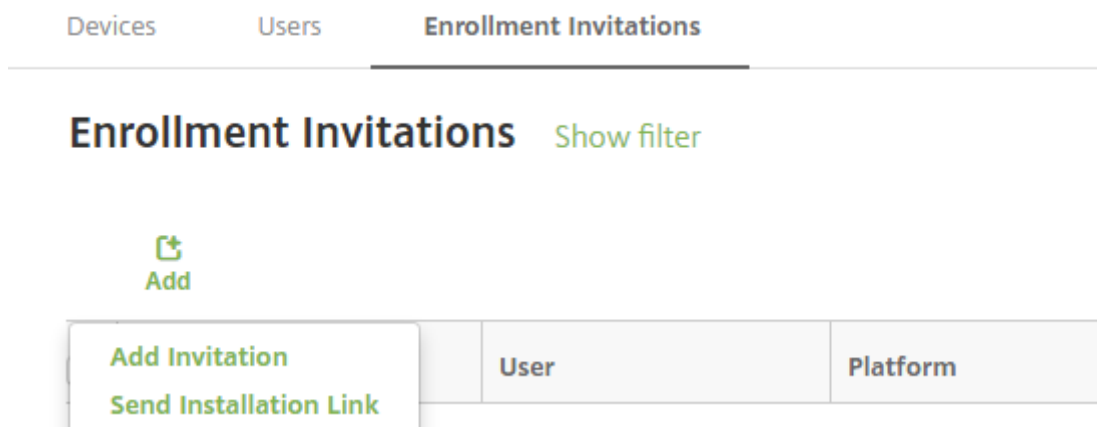 Devices Users Enrollment Invitations
Enrollment Invitations Show filter
Add
Add Invitation
User Platform
Send Installation Link